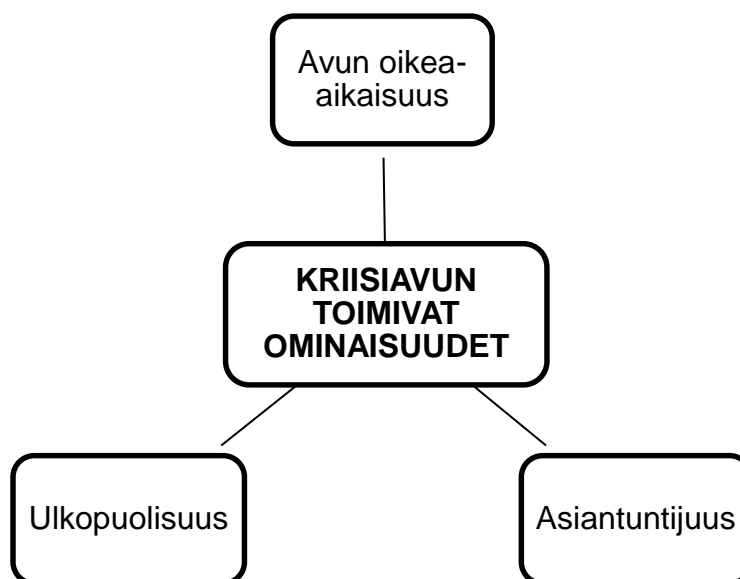 Avun oikea-
aikaisuus
KRIISIAVUN
TOIMIVAT
OMINAISUUDET
Ulkopuolisuus
Asiantuntijuus